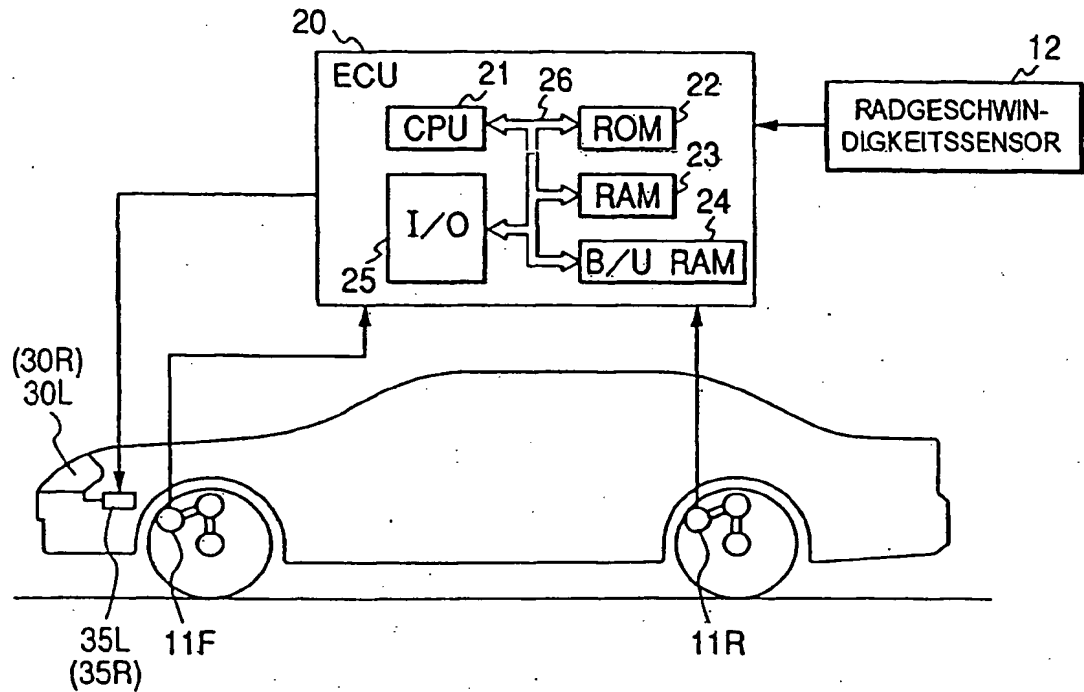 20
12
ECU
21
26
22
CPU
ROM
RADGESCHWIN-
DIGKEITSSENSOR
23
RAM
I/O
24
B/U RAM
25
(30R)
30L
35L
(35R)
11F
11R